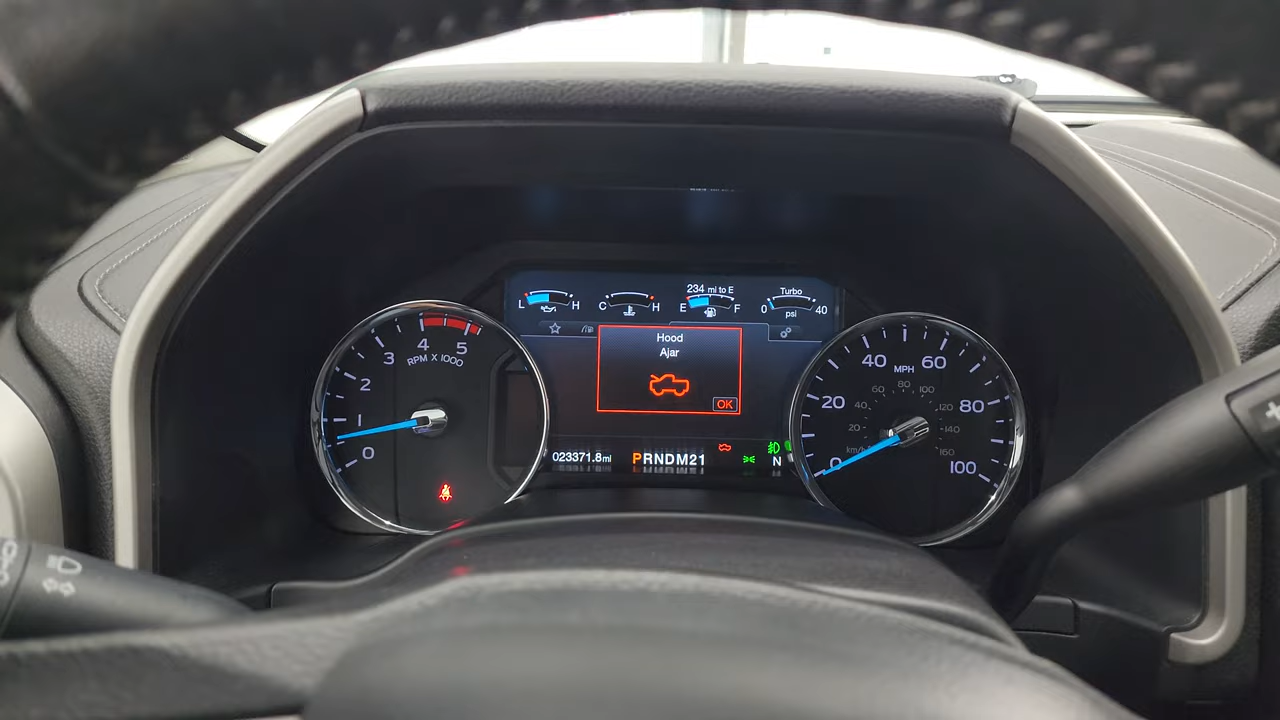 234 mi to E
Turbo
L H
C H
E F
0 40
psi
Hood
Ajar
OK
023371.8mi
PRNDM21
N
0 1 2 3 4 5
RPM X 1000
0 20 40 60 80 100
MPH
20 40 60 80 100 120 140 160
km/h